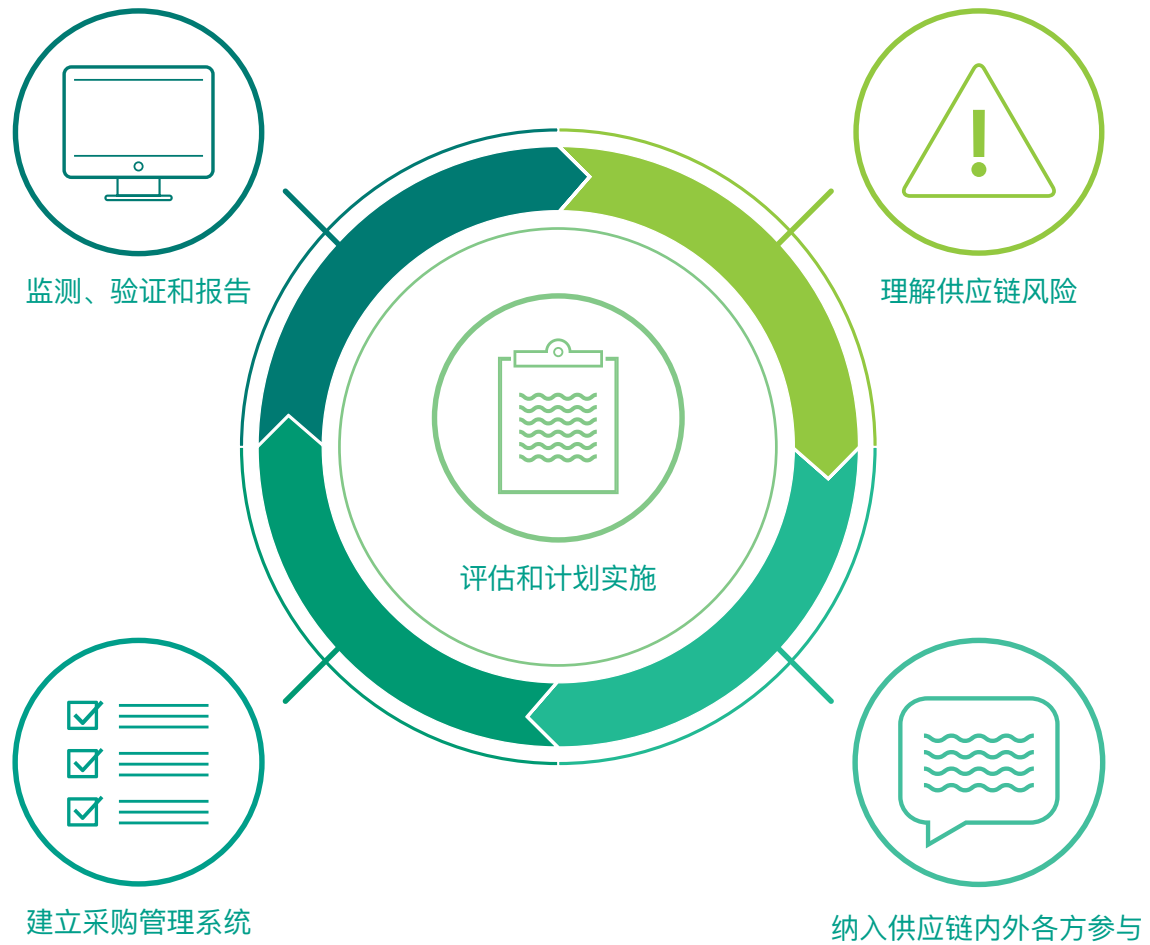 监测、验证和报告
理解供应链风险
评估和计划实施
建立采购管理系统
纳入供应链内外各方参与